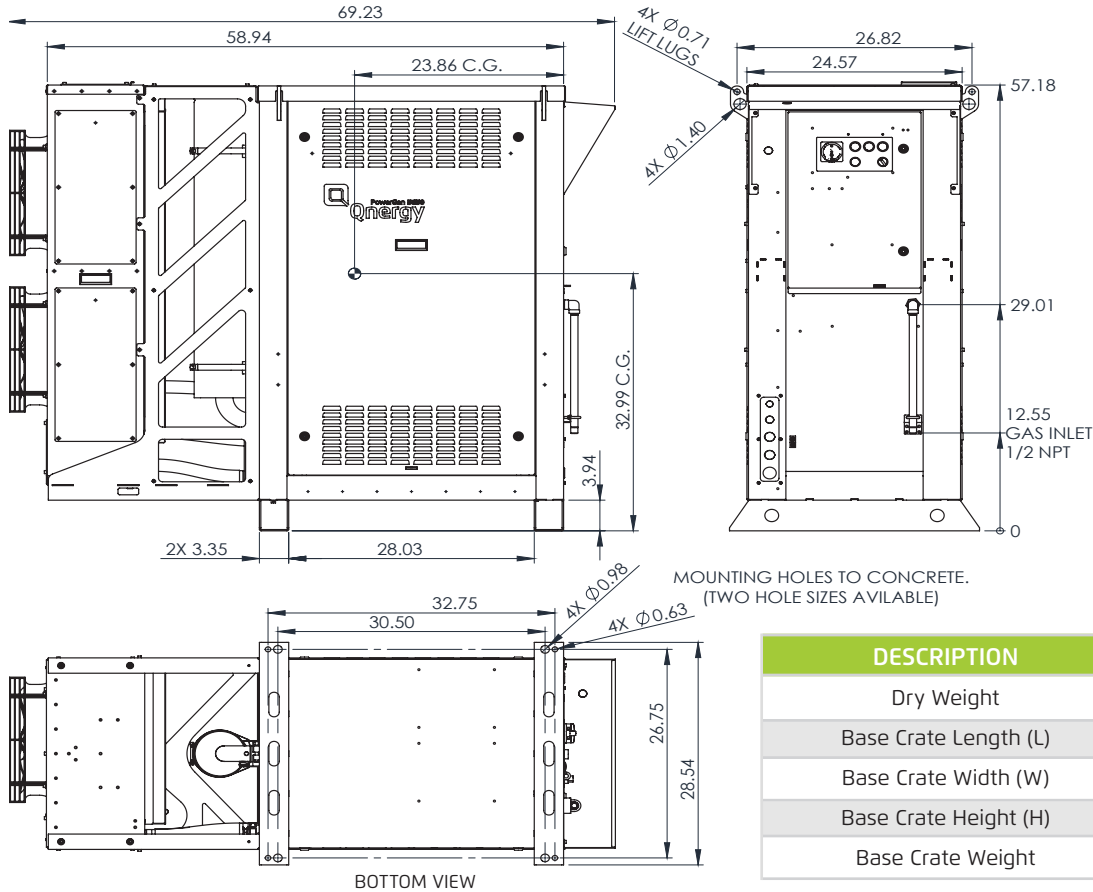 69.23
58.94
23.86 C.G.
4X Ø0.71
LIFT LUGS
26.82
24.57
57.18
4X Ø1.40
Qnergy
32.99 C.G.
29.01
12.55
GAS INLET
1/2 NPT
3.94
0
2X 3.35
28.03
MOUNTING HOLES TO CONCRETE.
(TWO HOLE SIZES AVILABLE)
32.75
4X Ø0.98
30.50
4X Ø0.63
26.75
28.54
BOTTOM VIEW
DESCRIPTION
Dry Weight
Base Crate Length (L)
Base Crate Width (W)
Base Crate Height (H)
Base Crate Weight